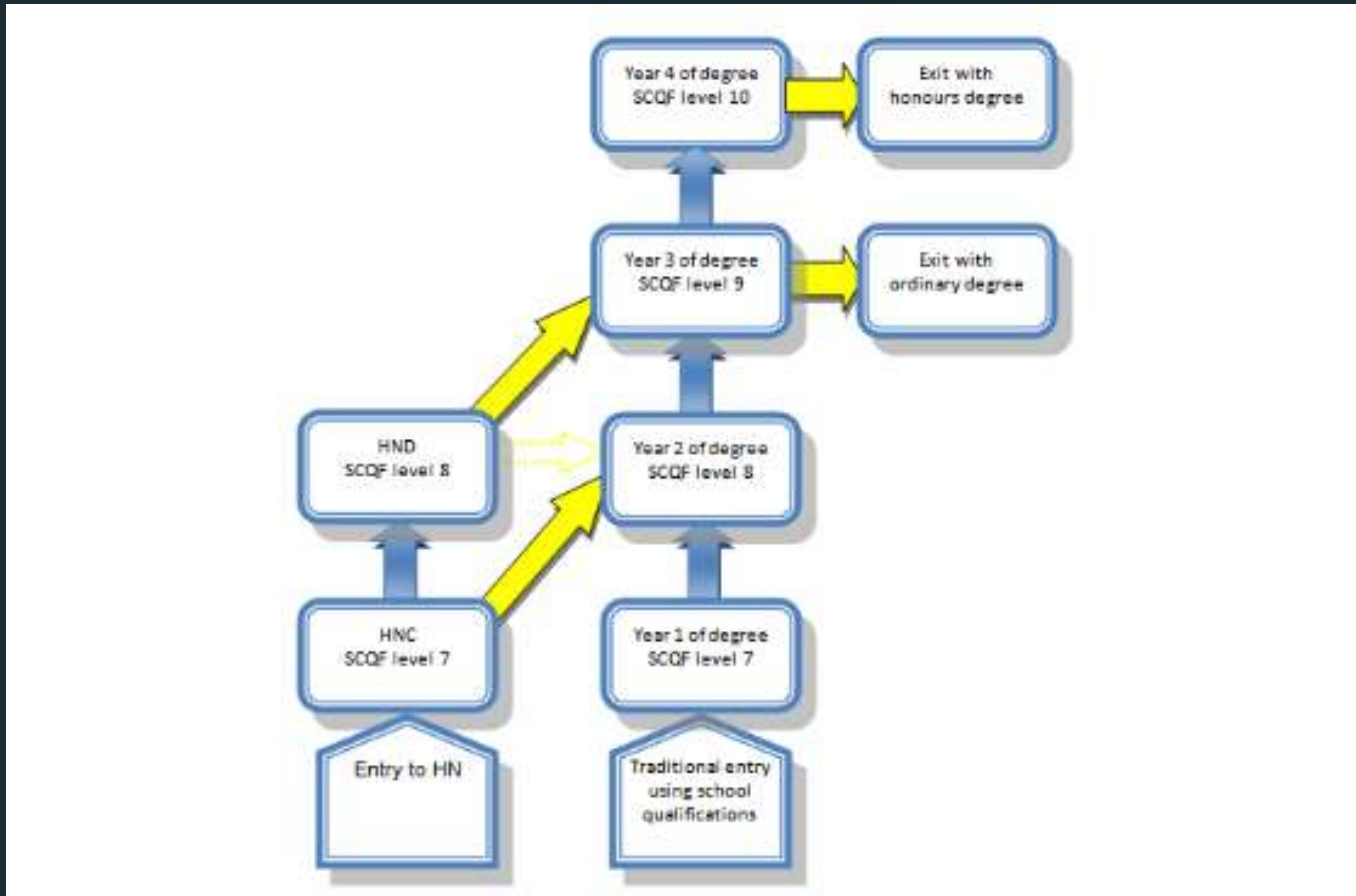 Year 4 of degree
SCQF level 10
Exit with
honours degree
Year 3 of degree
SCQF level 9
Exit with
ordinary degree
HND
SCQF level 8
Year 2 of degree
SCQF level 8
HNC
SCQF level 7
Year 1 of degree
SCQF level 7
Entry to HN
Traditional entry
using school
qualifications